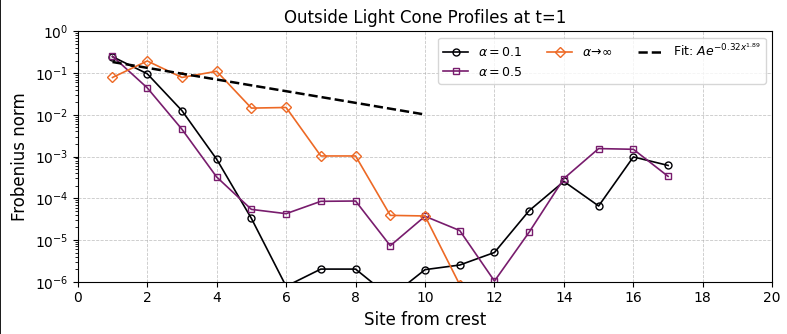 Outside Light Cone Profiles at t=1
Frobenius norm
10⁰
10⁻¹
10⁻²
10⁻³
10⁻⁴
10⁻⁵
10⁻⁶
α = 0.1
α = 0.5
α→∞
Fit: Ae^{−0.32x^{1.89}}
0 2 4 6 8 10 12 14 16 18 20
Site from crest